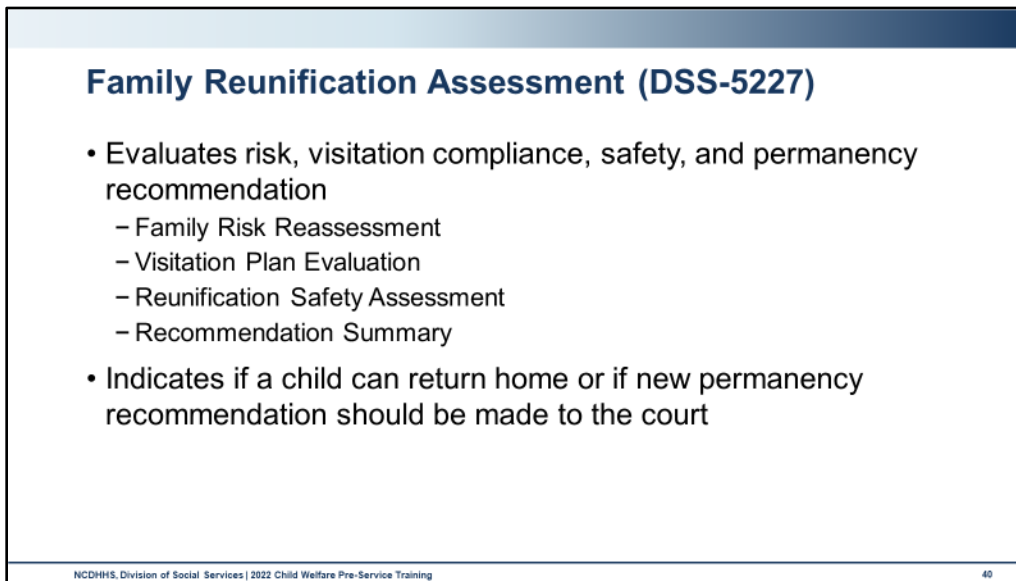 Family Reunification Assessment (DSS-5227)
• Evaluates risk, visitation compliance, safety, and permanency
recommendation
– Family Risk Reassessment
– Visitation Plan Evaluation
– Reunification Safety Assessment
– Recommendation Summary
• Indicates if a child can return home or if new permanency
recommendation should be made to the court
NCDHHS, Division of Social Services | 2022 Child Welfare Pre-Service Training
40